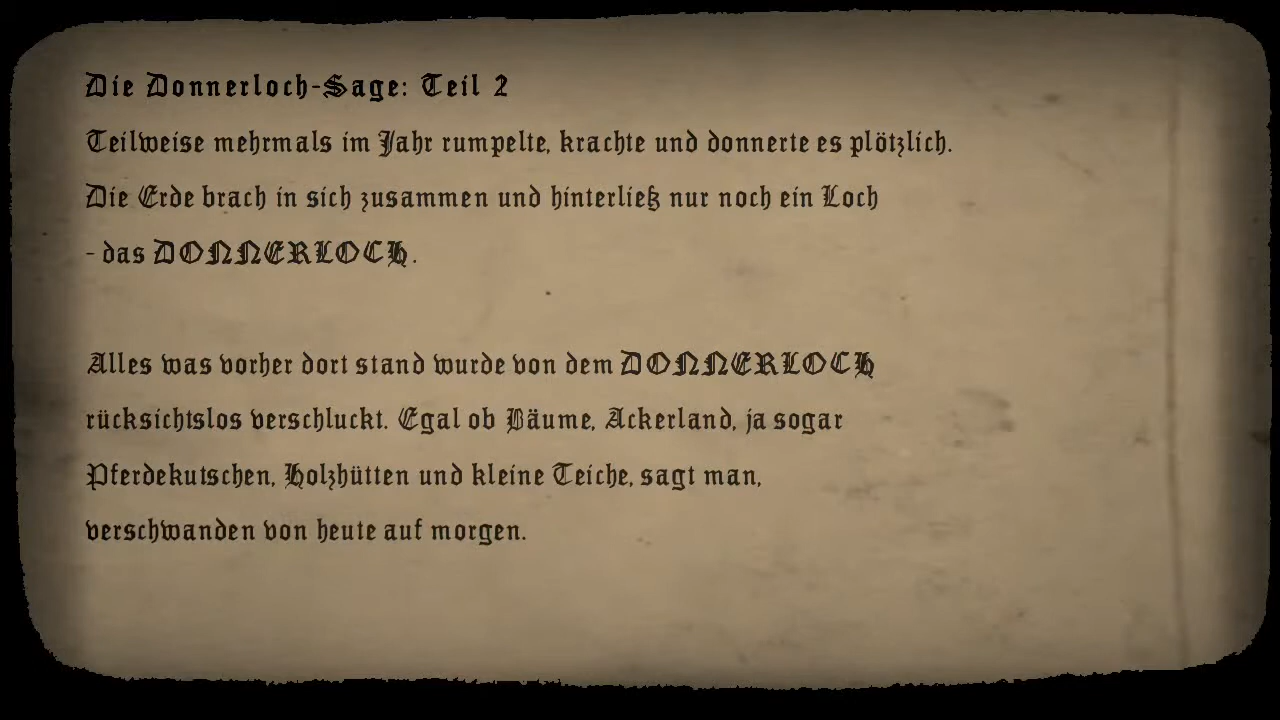 Die Donnerloch-Sage: Teil 2
Teilweise mehrmals im Jahr rumpelte, krachte und donnerte es plötzlich.
Die Erde brach in sich zusammen und hinterließ nur noch ein Loch
- das DONNERLOCH.
Alles was vorher dort stand wurde von dem DONNERLOCH
rücksichtslos verschluckt. Egal ob Bäume, Ackerland, ja sogar
Pferdekutschen, Holzhütten und kleine Teiche, sagt man,
verschwanden von heute auf morgen.